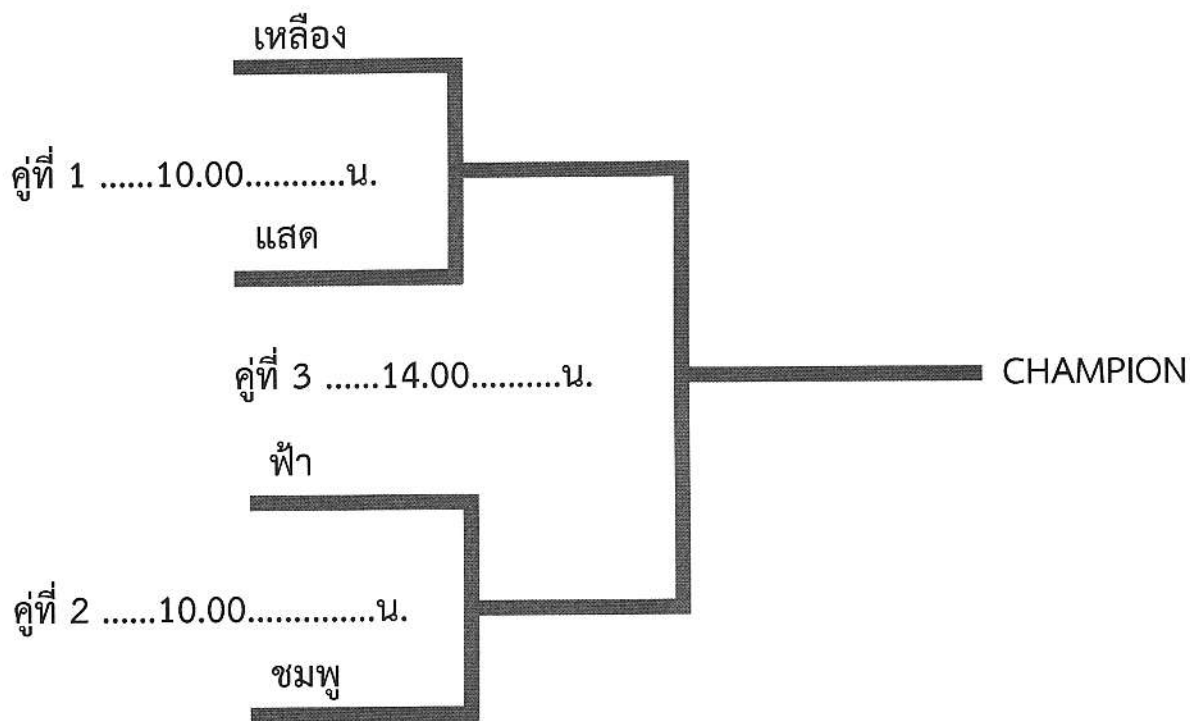 เหลือง
คู่ที่ 1 ......10.00...........น.
แสด
คู่ที่ 3 ......14.00..........น.
CHAMPION
ฟ้า
คู่ที่ 2 ......10.00..............น.
ชมพู